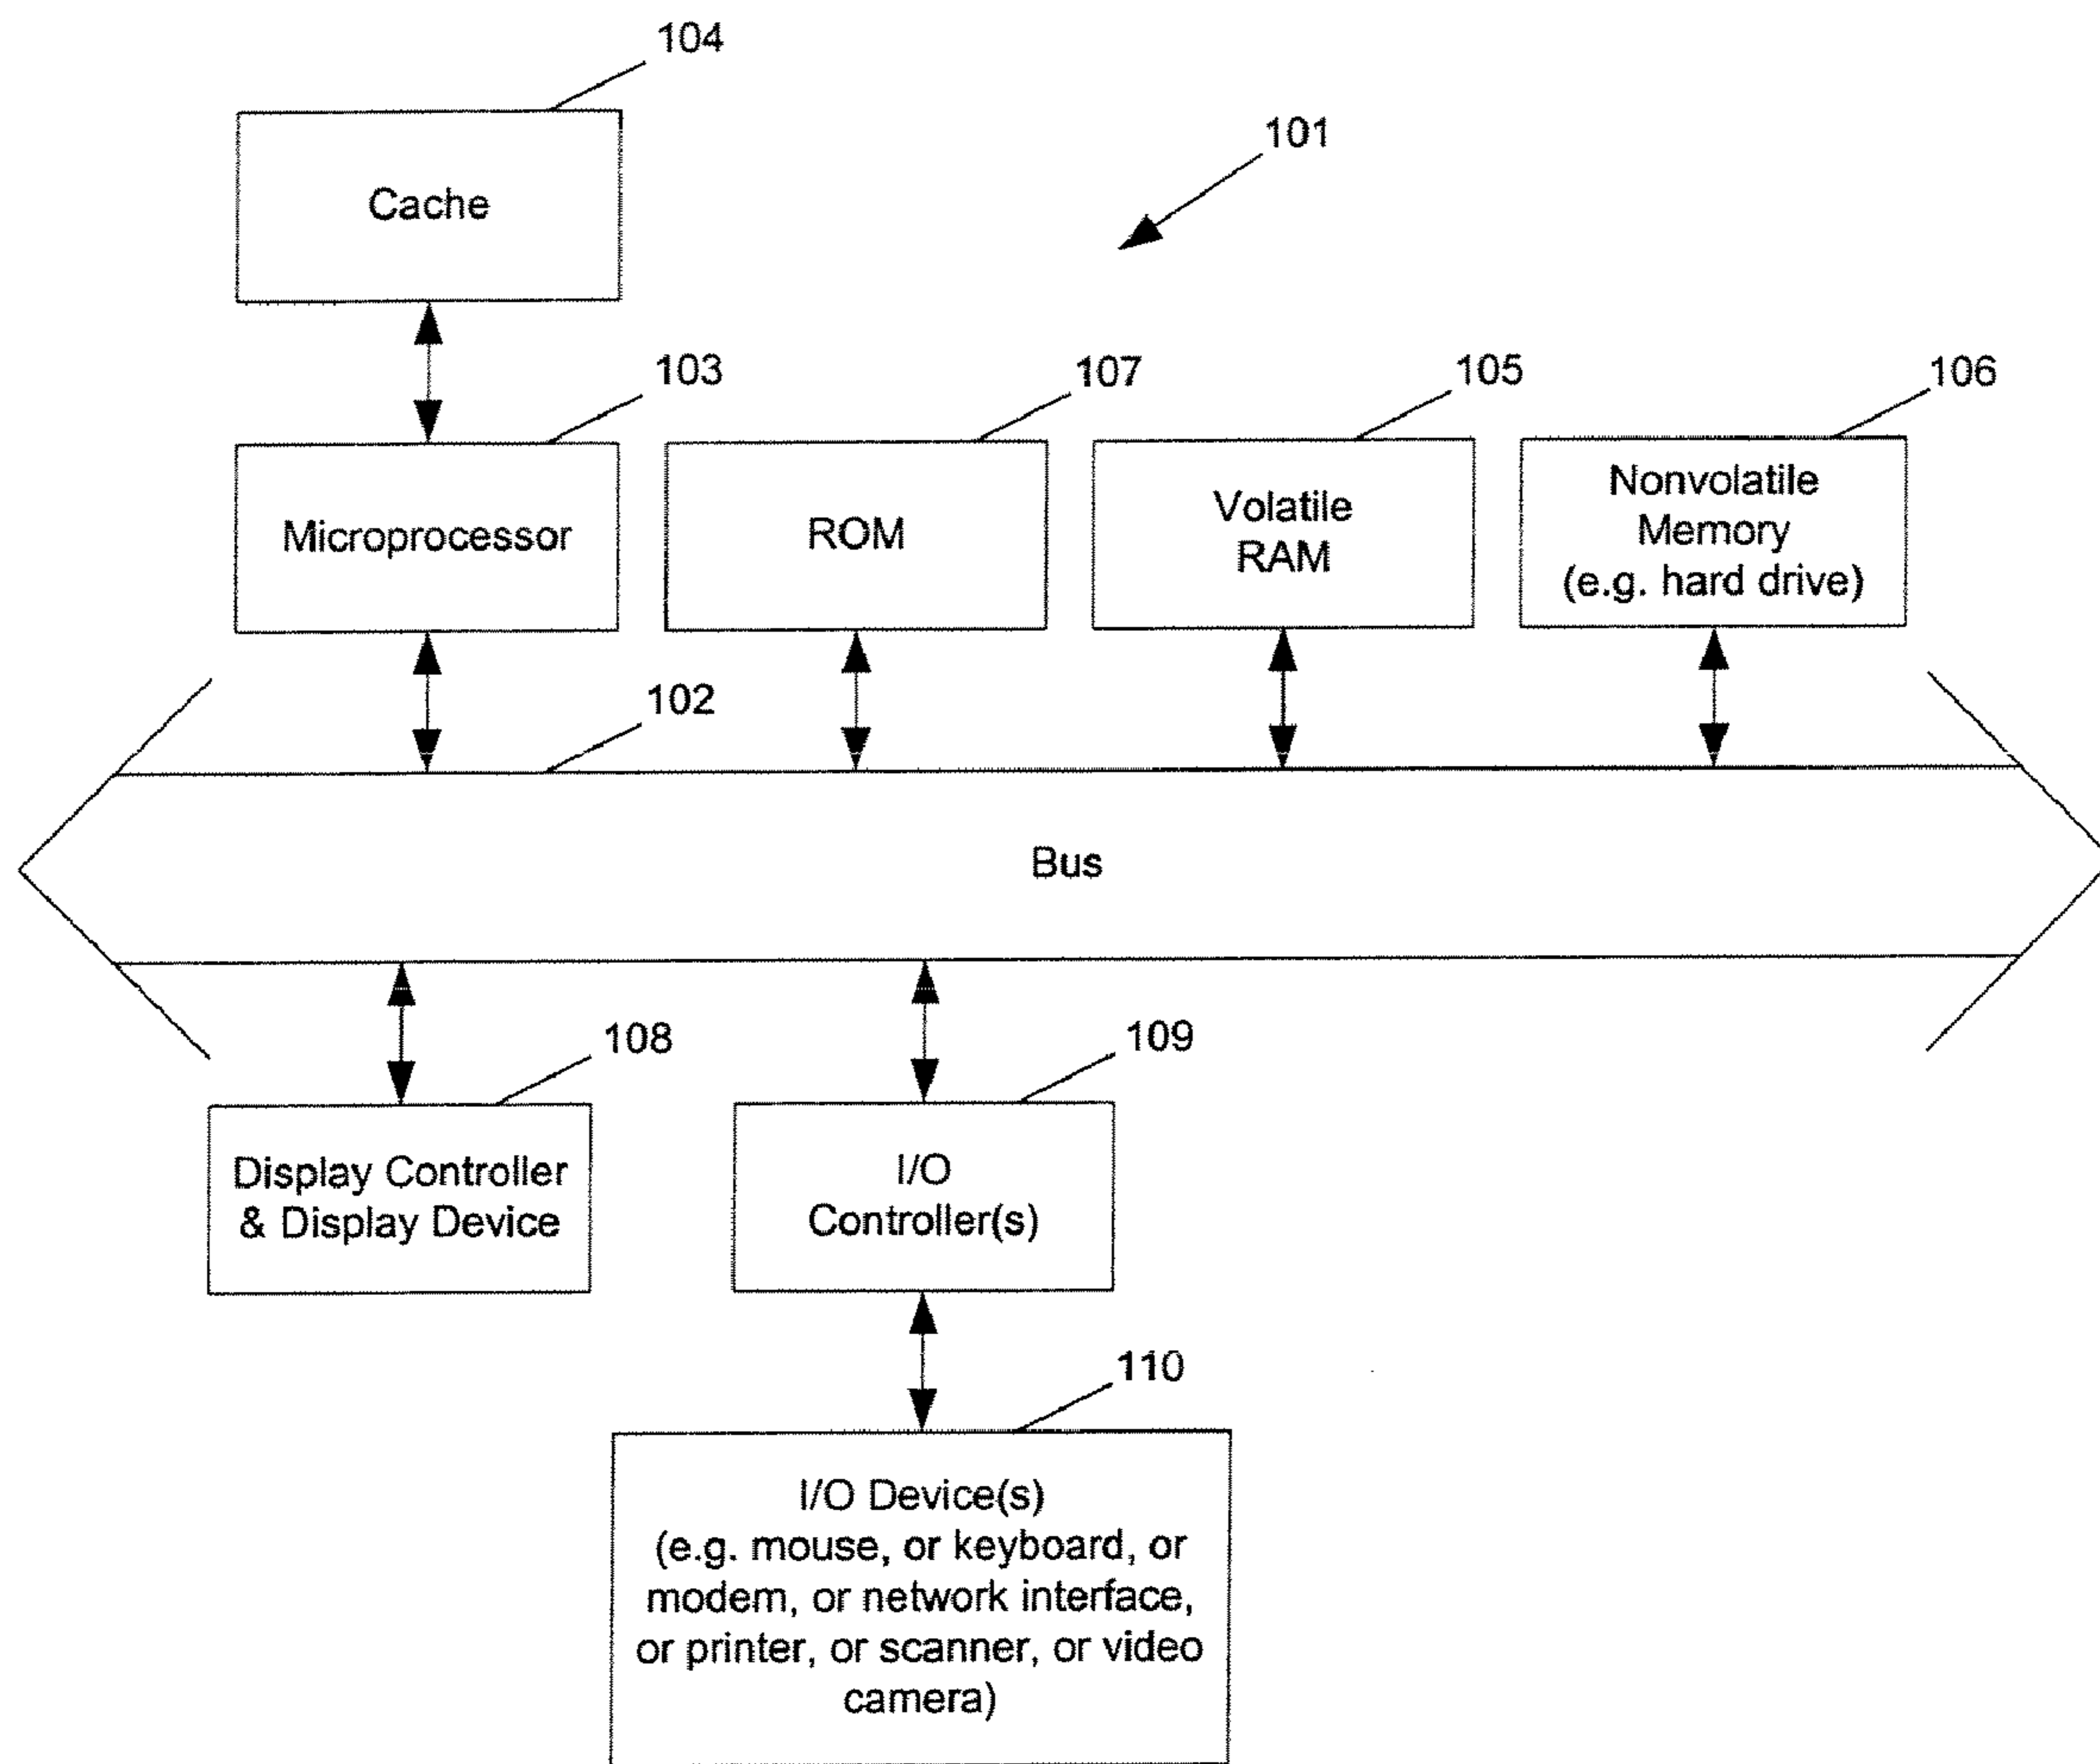 104
Cache
101
103
107
105
106
Microprocessor
ROM
Volatile
RAM
Nonvolatile
Memory
(e.g. hard drive)
102
Bus
108
109
Display Controller
& Display Device
I/O
Controller(s)
110
I/O Device(s)
(e.g. mouse, or keyboard, or
modem, or network interface,
or printer, or scanner, or video
camera)